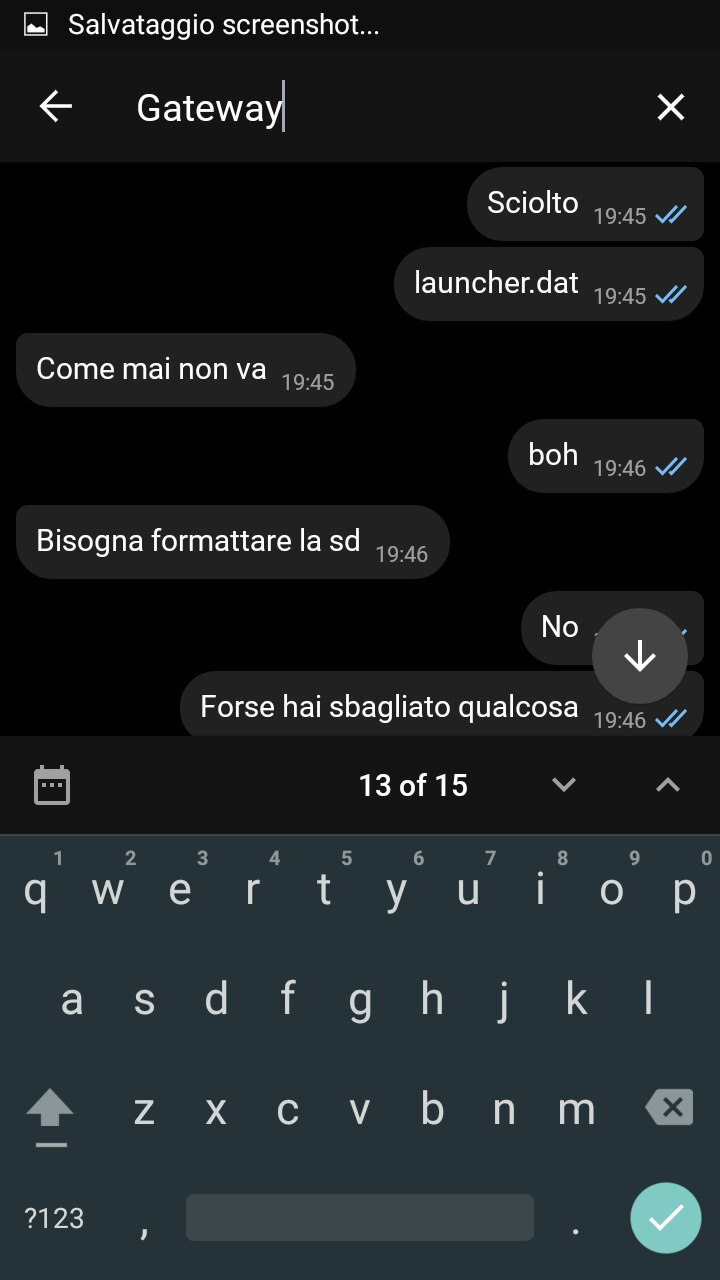 Salvataggio screenshot...
Gateway
Sciolto 19:45
launcher.dat 19:45
Come mai non va 19:45
boh 19:46
Bisogna formattare la sd 19:46
No
Forse hai sbagliato qualcosa 19:46
13 of 15
1 2 3 4 5 6 7 8 9 0
q w e r t y u i o p
a s d f g h j k l
z x c v b n m
?123 , .